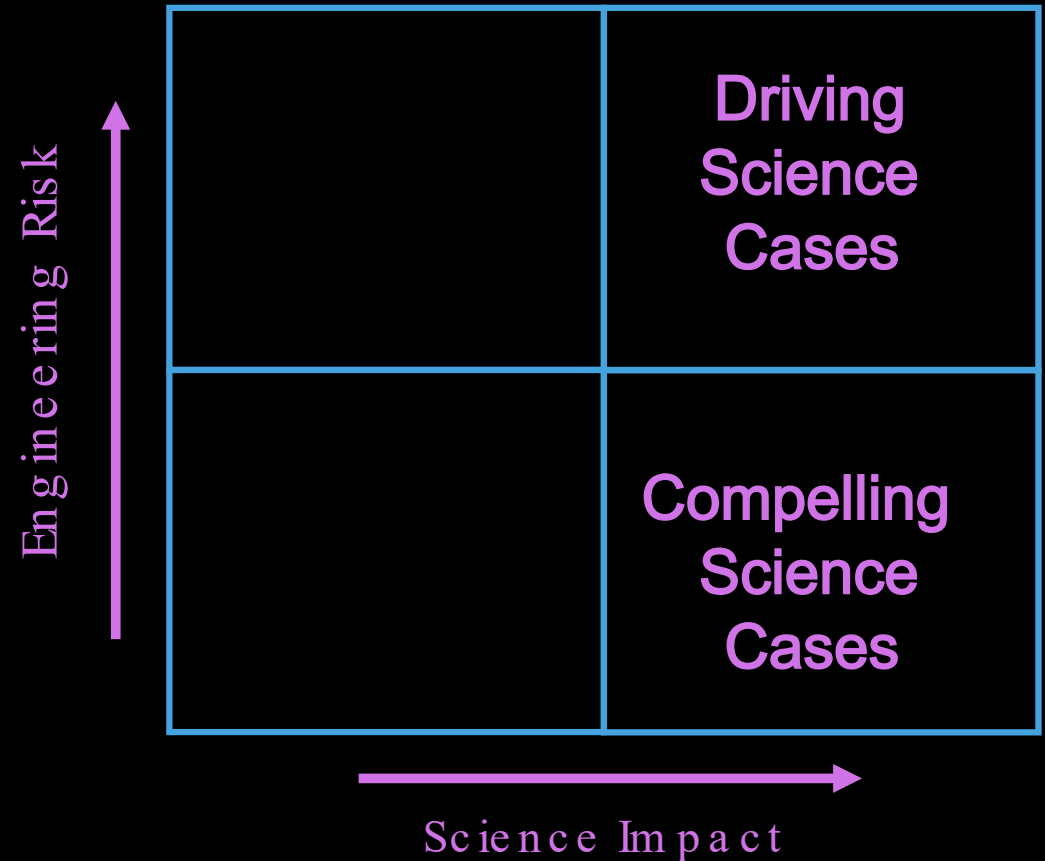 Driving
Science
Cases
Engineering Risk
Compelling
Science
Cases
Science Impact